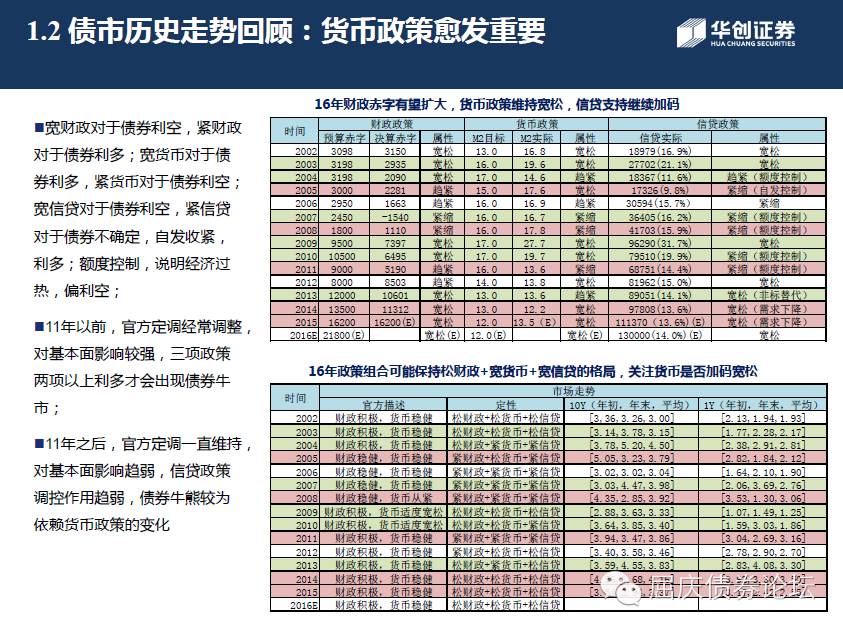 1.2 债市历史走势回顾：货币政策愈发重要
华创证券
HUA CHUANG SECURITIES
■宽财政对于债券利空，紧财政
对于债券利多；宽货币对于债
券利多，紧货币对于债券利空；
宽信贷对于债券利空，紧信贷
对于债券不确定，自发收紧，
利多；额度控制，说明经济过
热，偏利空；
■11年以前，官方定调经常调整，
对基本面影响较强，三项政策
两项以上利多才会出现债券牛
市；
■11年之后，官方定调一直维持，
对基本面影响趋弱，信贷政策
调控作用趋弱，债券牛熊较为
依赖货币政策的变化
16年财政赤字有望扩大，货币政策维持宽松，信贷支持继续加码
时间 财政政策 货币政策 信贷政策
预算赤字 决算赤字 属性 M2目标 M2实际 属性 信贷实际 属性
2002 3098 3150 宽松 13.0 16.8 宽松 18979(16.9%) 宽松
2003 3198 2935 宽松 16.0 19.6 宽松 27702(21.1%) 宽松
2004 3198 2090 宽松 17.0 14.6 趋紧 18367(11.6%) 趋紧（额度控制）
2005 3000 2281 趋紧 15.0 17.6 宽松 17326(9.8%) 紧缩（自发控制）
2006 2950 1663 趋紧 16.0 16.9 趋紧 30594(15.7%) 紧缩
2007 2450 -1540 紧缩 16.0 16.7 紧缩 36405(16.2%) 紧缩（额度控制）
2008 1800 1110 紧缩 16.0 17.8 紧缩 41703(15.9%) 紧缩（额度控制）
2009 9500 7397 宽松 17.0 27.7 宽松 96290(31.7%) 宽松
2010 10500 6495 宽松 17.0 19.7 宽松 79510(19.9%) 紧缩（额度控制）
2011 9000 5190 趋紧 16.0 13.6 紧缩 68751(14.4%) 紧缩（额度控制）
2012 8000 8503 趋紧 14.0 13.8 宽松 81962(15.0%) 宽松
2013 12000 10601 宽松 13.0 13.6 趋紧 89051(14.1%) 宽松（非标替代）
2014 13500 11312 宽松 13.0 12.2 宽松 97808(13.6%) 宽松（需求下降）
2015 16200 16200(E) 宽松 12.0 13.5（E） 宽松 111370（13.6%)(E) 宽松（需求下降）
2016E 21800(E) 宽松(E) 12.0(E) 宽松(E) 130000(14.0%)(E) 宽松
16年政策组合可能保持松财政+宽货币+宽信贷的格局，关注货币是否加码宽松
时间 市场走势
官方描述 定性 10Y（年初，年末，平均） 1Y（年初，年末，平均）
2002 财政积极，货币稳健 松财政+松货币+松信贷 [3.36,3.26,3.00] [2.13,1.94,1.93]
2003 财政积极，货币稳健 松财政+松货币+松信贷 [3.14,3.78,3.15] [1.77,2.28,2.17]
2004 财政积极，货币稳健 松财政+紧货币+紧信贷 [3.78,5.20,4.50] [2.38,2.91,2.81]
2005 财政稳健，货币稳健 紧财政+松货币+紧信贷 [5.05,3.23,3.79] [2.82,1.84,2.12]
2006 财政稳健，货币稳健 紧财政+紧货币+紧信贷 [3.02,3.02,3.04] [1.64,2.10,1.90]
2007 财政稳健，货币稳健 紧财政+紧货币+紧信贷 [3.03,4.47,3.98] [2.06,3.69,2.76]
2008 财政稳健，货币从紧 紧财政+紧货币+紧信贷 [4.35,2.85,3.92] [3.53,1.30,3.06]
2009 财政积极，货币适度宽松 松财政+松货币+松信贷 [2.88,3.63,3.33] [1.07,1.49,1.25]
2010 财政积极，货币适度宽松 松财政+松货币+紧信贷 [3.64,3.85,3.40] [1.59,3.03,1.86]
2011 财政积极，货币稳健 紧财政+紧货币+紧信贷 [3.94,3.47,3.86] [3.04,2.69,3.16]
2012 财政积极，货币稳健 紧财政+松货币+松信贷 [3.40,3.58,3.46] [2.78,2.90,2.70]
2013 财政积极，货币稳健 松财政+紧货币+松信贷 [3.59,4.55,3.83] [2.83,4.08,3.30]
2014 财政积极，货币稳健 松财政+松货币+松信贷
2015 财政积极，货币稳健 松财政+松货币+松信贷
2016E 财政积极，货币稳健 松财政+松货币+松信贷
屈庆债券论坛